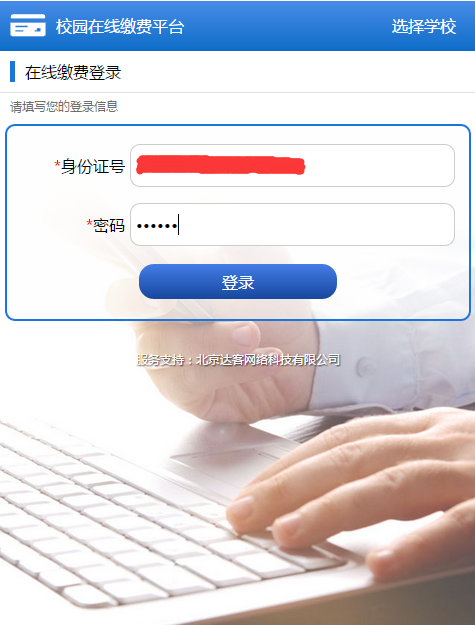 校园在线缴费平台 选择学校
在线缴费登录
请填写您的登录信息
*身份证号
*密码 ••••••
登录
服务支持：北京达客网络科技有限公司